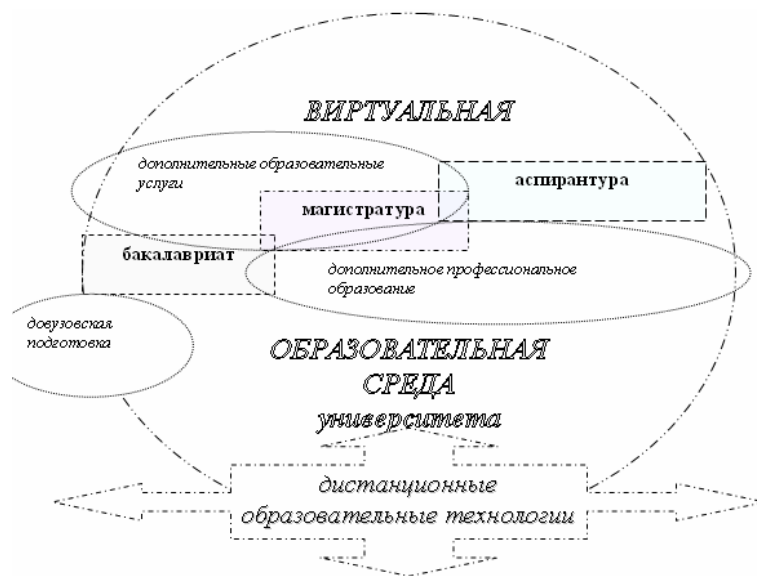 ВИРТУАЛЬНАЯ
дополнительные образовательные
услуги
аспирантура
магистратура
бакалавриат
дополнительное профессиональное
образование
довузовская
подготовка
ОБРАЗОВАТЕЛЬНАЯ
СРЕДА
университета
дистанционные
образовательные технологии